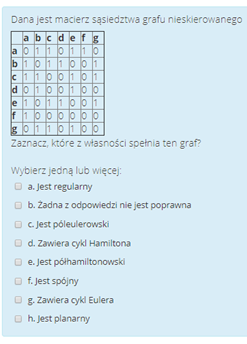 Dana jest macierz sąsiedztwa grafu nieskierowanego
a b c d e f g
a 0 1 1 0 1 1 0
b 1 0 1 0 0 0 1
c 1 1 0 0 1 0 1
d 0 0 0 0 1 0 0
e 1 0 1 1 0 0 1
f 1 0 0 0 0 0 0
g 0 1 1 0 1 0 0
Zaznacz, które z własności spełnia ten graf?
Wybierz jedną lub więcej:
a. Jest regularny
b. Żadna z odpowiedzi nie jest poprawna
c. Jest póleulerowski
d. Zawiera cykl Hamiltona
e. Jest półhamiltonowski
f. Jest spójny
g. Zawiera cykl Eulera
h. Jest planarny